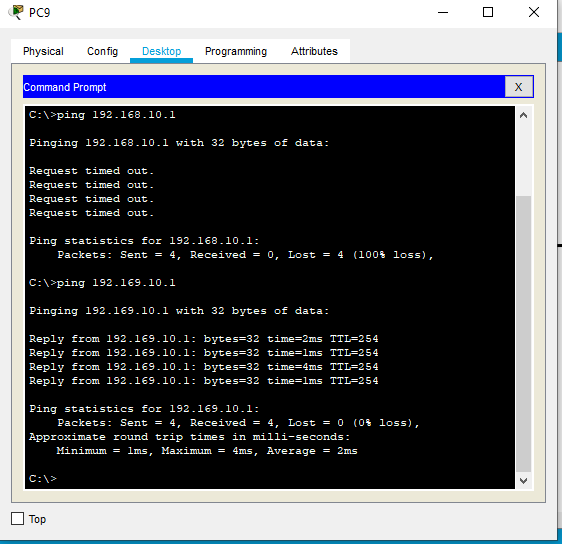 PC9
Physical Config Desktop Programming Attributes
Command Prompt X
C:\>ping 192.168.10.1
Pinging 192.168.10.1 with 32 bytes of data:
Request timed out.
Request timed out.
Request timed out.
Request timed out.
Ping statistics for 192.168.10.1:
Packets: Sent = 4, Received = 0, Lost = 4 (100% loss),
C:\>ping 192.169.10.1
Pinging 192.169.10.1 with 32 bytes of data:
Reply from 192.169.10.1: bytes=32 time=2ms TTL=254
Reply from 192.169.10.1: bytes=32 time=1ms TTL=254
Reply from 192.169.10.1: bytes=32 time=4ms TTL=254
Reply from 192.169.10.1: bytes=32 time=1ms TTL=254
Ping statistics for 192.169.10.1:
Packets: Sent = 4, Received = 4, Lost = 0 (0% loss),
Approximate round trip times in milli-seconds:
Minimum = 1ms, Maximum = 4ms, Average = 2ms
C:\>
Top